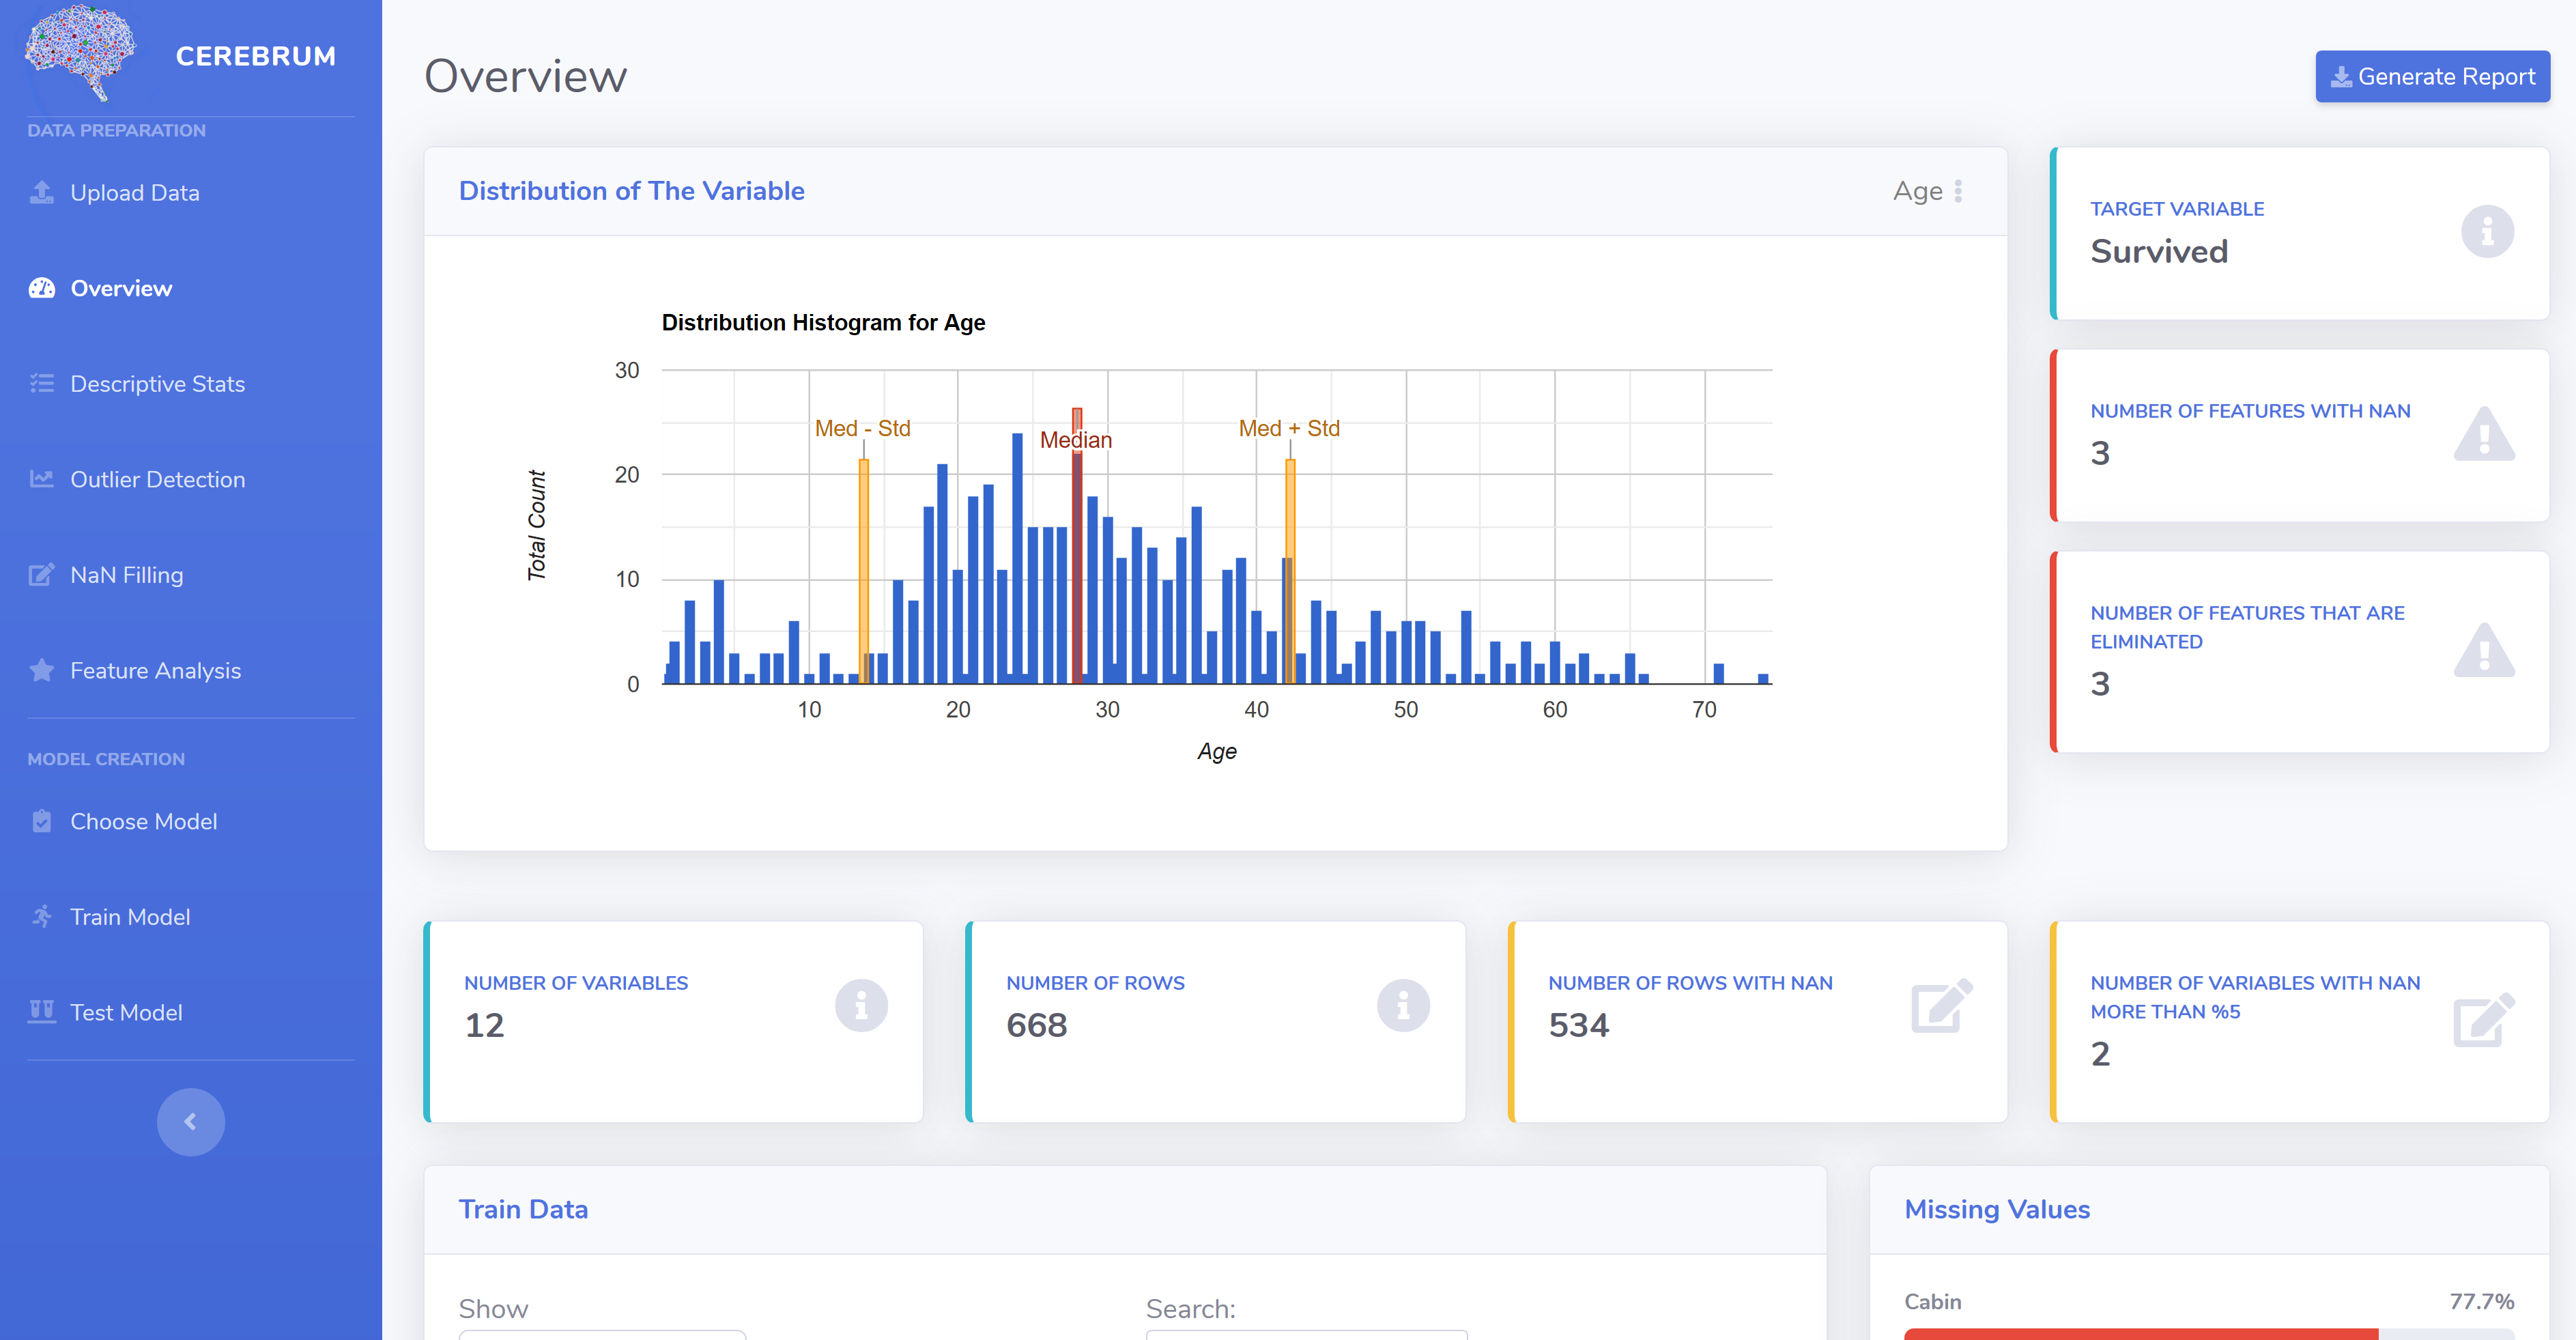 CEREBRUM
DATA PREPARATION
Upload Data
Overview
Descriptive Stats
Outlier Detection
NaN Filling
Feature Analysis
MODEL CREATION
Choose Model
Train Model
Test Model
Overview
Generate Report
Distribution of The Variable
Age
Distribution Histogram for Age
30
20
10
0
Total Count
Med - Std
Median
Med + Std
10 20 30 40 50 60 70
Age
TARGET VARIABLE
Survived
NUMBER OF FEATURES WITH NAN
3
NUMBER OF FEATURES THAT ARE
ELIMINATED
3
NUMBER OF VARIABLES
12
NUMBER OF ROWS
668
NUMBER OF ROWS WITH NAN
534
NUMBER OF VARIABLES WITH NAN
MORE THAN %5
2
Train Data
Show
Search:
Missing Values
Cabin 77.7%